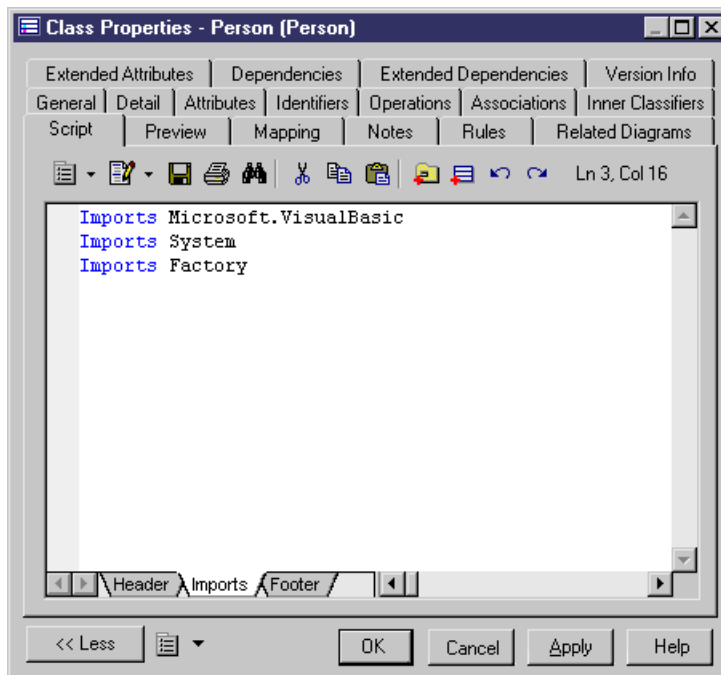 Class Properties - Person (Person)
Extended Attributes Dependencies Extended Dependencies Version Info
General Detail Attributes Identifiers Operations Associations Inner Classifiers
Script Preview Mapping Notes Rules Related Diagrams
Ln 3, Col 16
Imports Microsoft.VisualBasic
Imports System
Imports Factory
Header Imports Footer
<< Less OK Cancel Apply Help